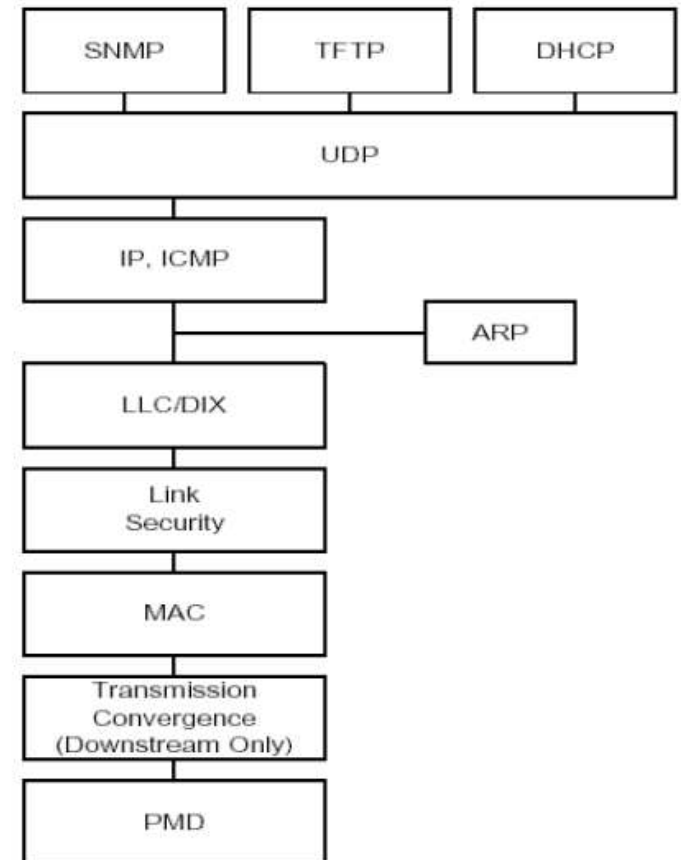 SNMP
TFTP
DHCP
UDP
IP, ICMP
ARP
LLC/DIX
Link
Security
MAC
Transmission
Convergence
(Downstream Only)
PMD